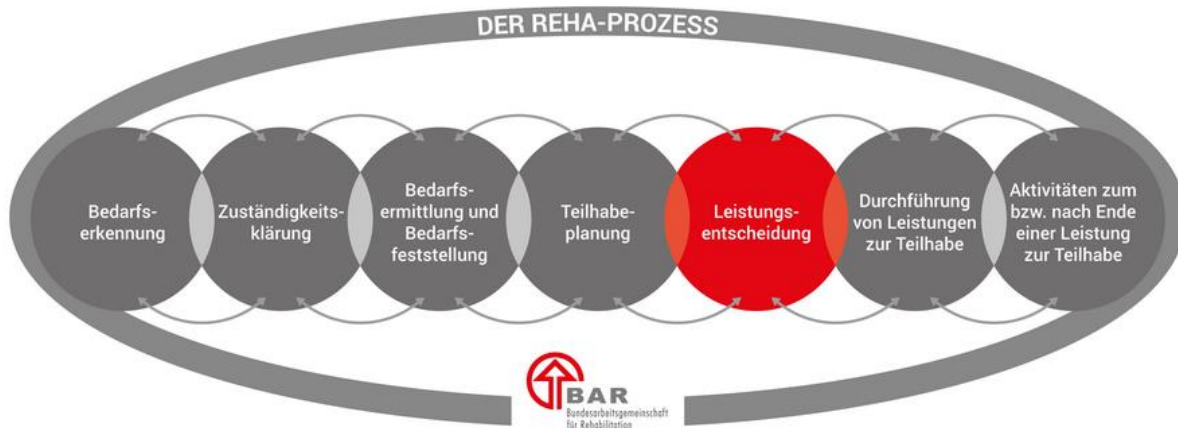 DER REHA-PROZESS
Bedarfs-
erkennung
Zuständigkeits-
klärung
Bedarfs-
ermittlung und
Bedarfs-
feststellung
Teilhabe-
planung
Leistungs-
entscheidung
Durchführung
von Leistungen
zur Teilhabe
Aktivitäten zum
bzw. nach Ende
einer Leistung
zur Teilhabe
BAR
Bundesarbeitsgemeinschaft
für Rehabilitation